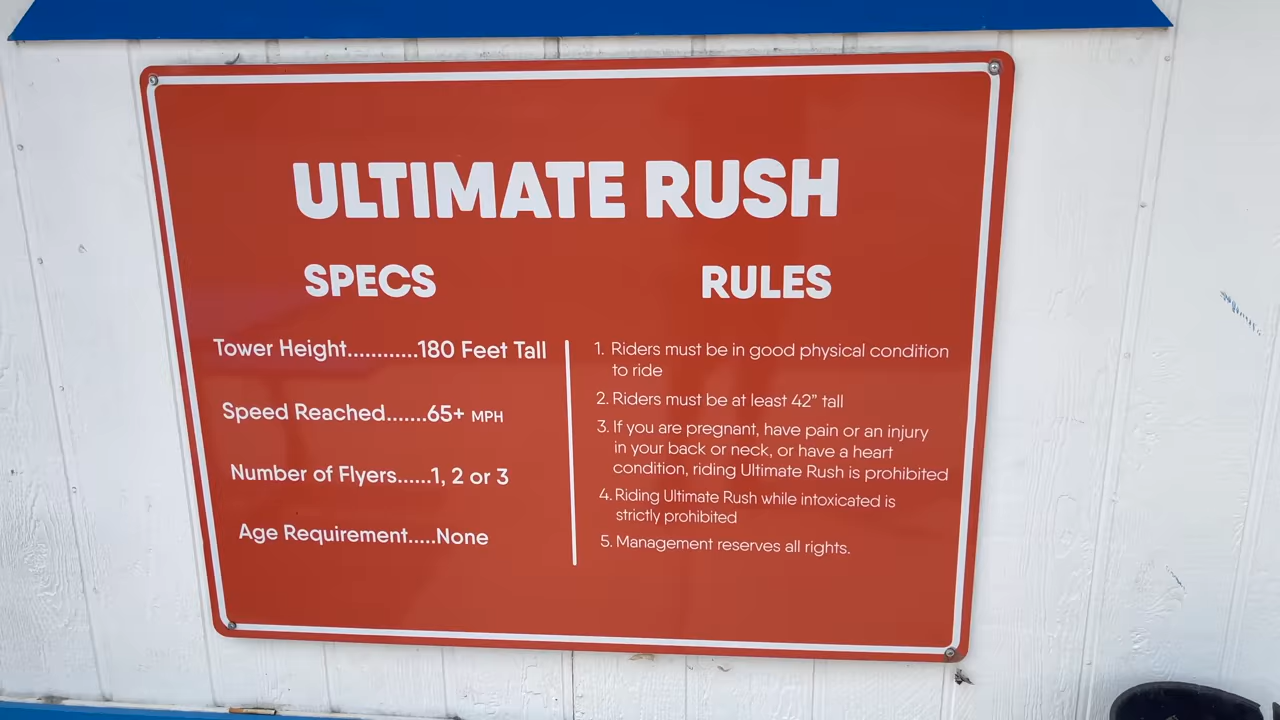 ULTIMATE RUSH
SPECS
Tower Height............180 Feet Tall
Speed Reached.......65+ MPH
Number of Flyers......1, 2 or 3
Age Requirement.....None
RULES
1. Riders must be in good physical condition
to ride
2. Riders must be at least 42” tall
3. If you are pregnant, have pain or an injury
in your back or neck, or have a heart
condition, riding Ultimate Rush is prohibited
4. Riding Ultimate Rush while intoxicated is
strictly prohibited
5. Management reserves all rights.